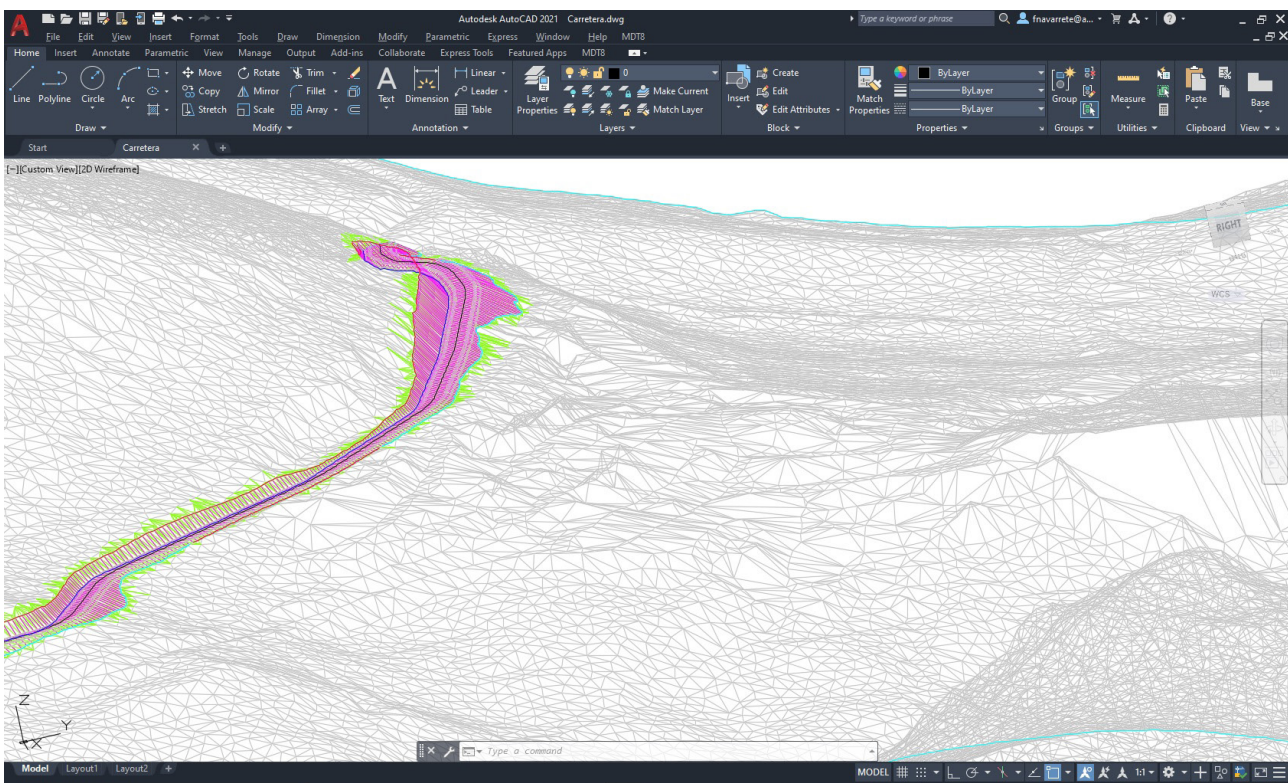 Autodesk AutoCAD 2021 Carretera.dwg
Type a keyword or phrase
fnavarrete@a...
File Edit View Insert Format Tools Draw Dimension Modify Parametric Express Window Help MDT8
Home Insert Annotate Parametric View Manage Output Add-ins Collaborate Express Tools Featured Apps MDT8
Line Polyline Circle Arc
Move Rotate Trim
Copy Mirror Fillet
Stretch Scale Array
Text Dimension
Linear
Leader
Table
Layer Properties
0
Make Current
Match Layer
Insert
Create
Edit
Edit Attributes
Match Properties
ByLayer
ByLayer
ByLayer
Group
Measure
Paste
Base
Draw Modify Annotation Layers Block Properties Groups Utilities Clipboard View
Start Carretera
[−][Custom View][2D Wireframe]
RIGHT
WCS
Z
Y
X
Type a command
Model Layout1 Layout2 +
MODEL 1:1